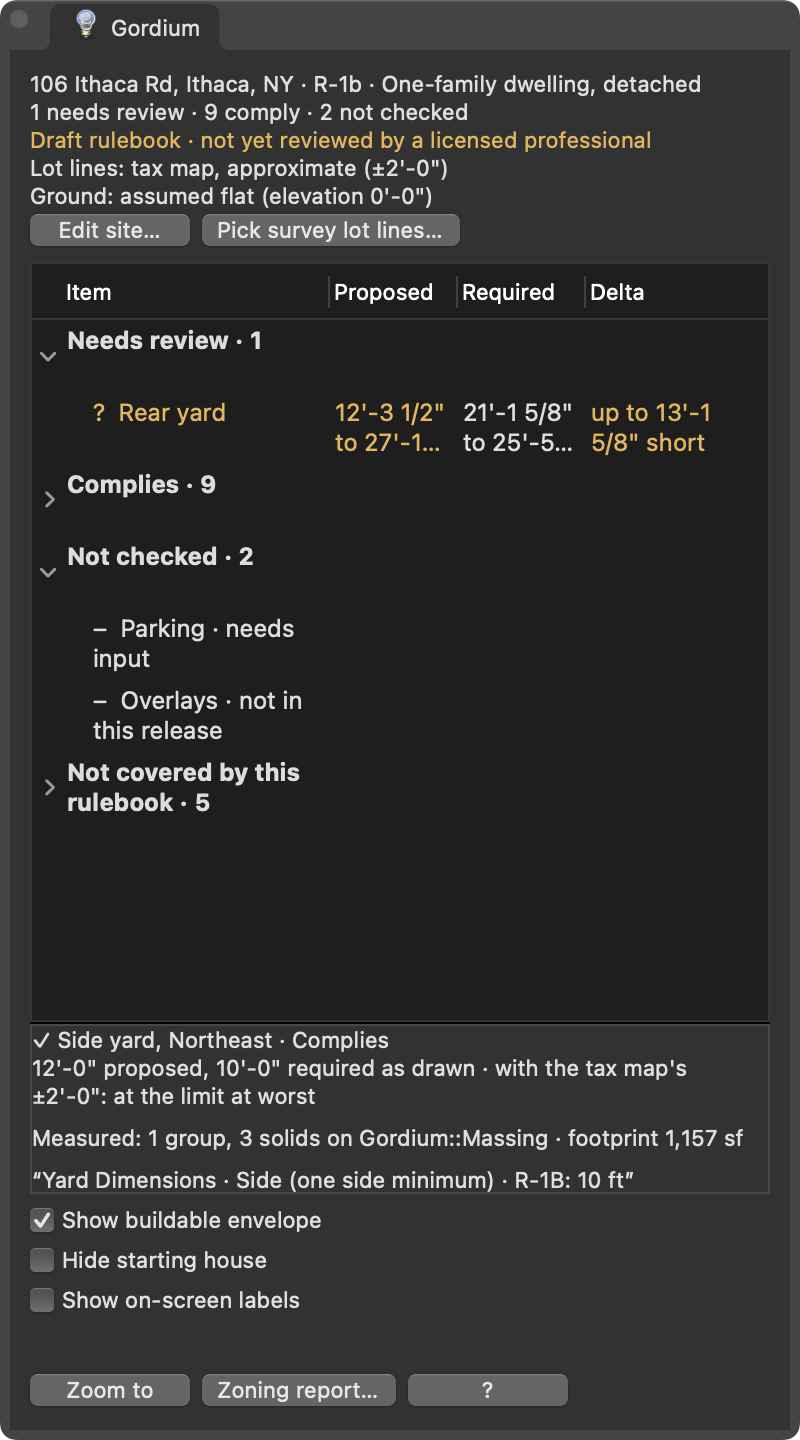 Gordium
106 Ithaca Rd, Ithaca, NY · R-1b · One-family dwelling, detached
1 needs review · 9 comply · 2 not checked
Draft rulebook · not yet reviewed by a licensed professional
Lot lines: tax map, approximate (±2'-0")
Ground: assumed flat (elevation 0'-0")
Edit site... Pick survey lot lines...
Item Proposed Required Delta
Needs review · 1
? Rear yard 12'-3 1/2" 21'-1 5/8" up to 13'-1
to 27'-1... to 25'-5... 5/8" short
Complies · 9
Not checked · 2
– Parking · needs
input
– Overlays · not in
this release
Not covered by this
rulebook · 5
✓ Side yard, Northeast · Complies
12'-0" proposed, 10'-0" required as drawn · with the tax map's
±2'-0": at the limit at worst
Measured: 1 group, 3 solids on Gordium::Massing · footprint 1,157 sf
“Yard Dimensions · Side (one side minimum) · R-1B: 10 ft”
Show buildable envelope
Hide starting house
Show on-screen labels
Zoom to Zoning report... ?